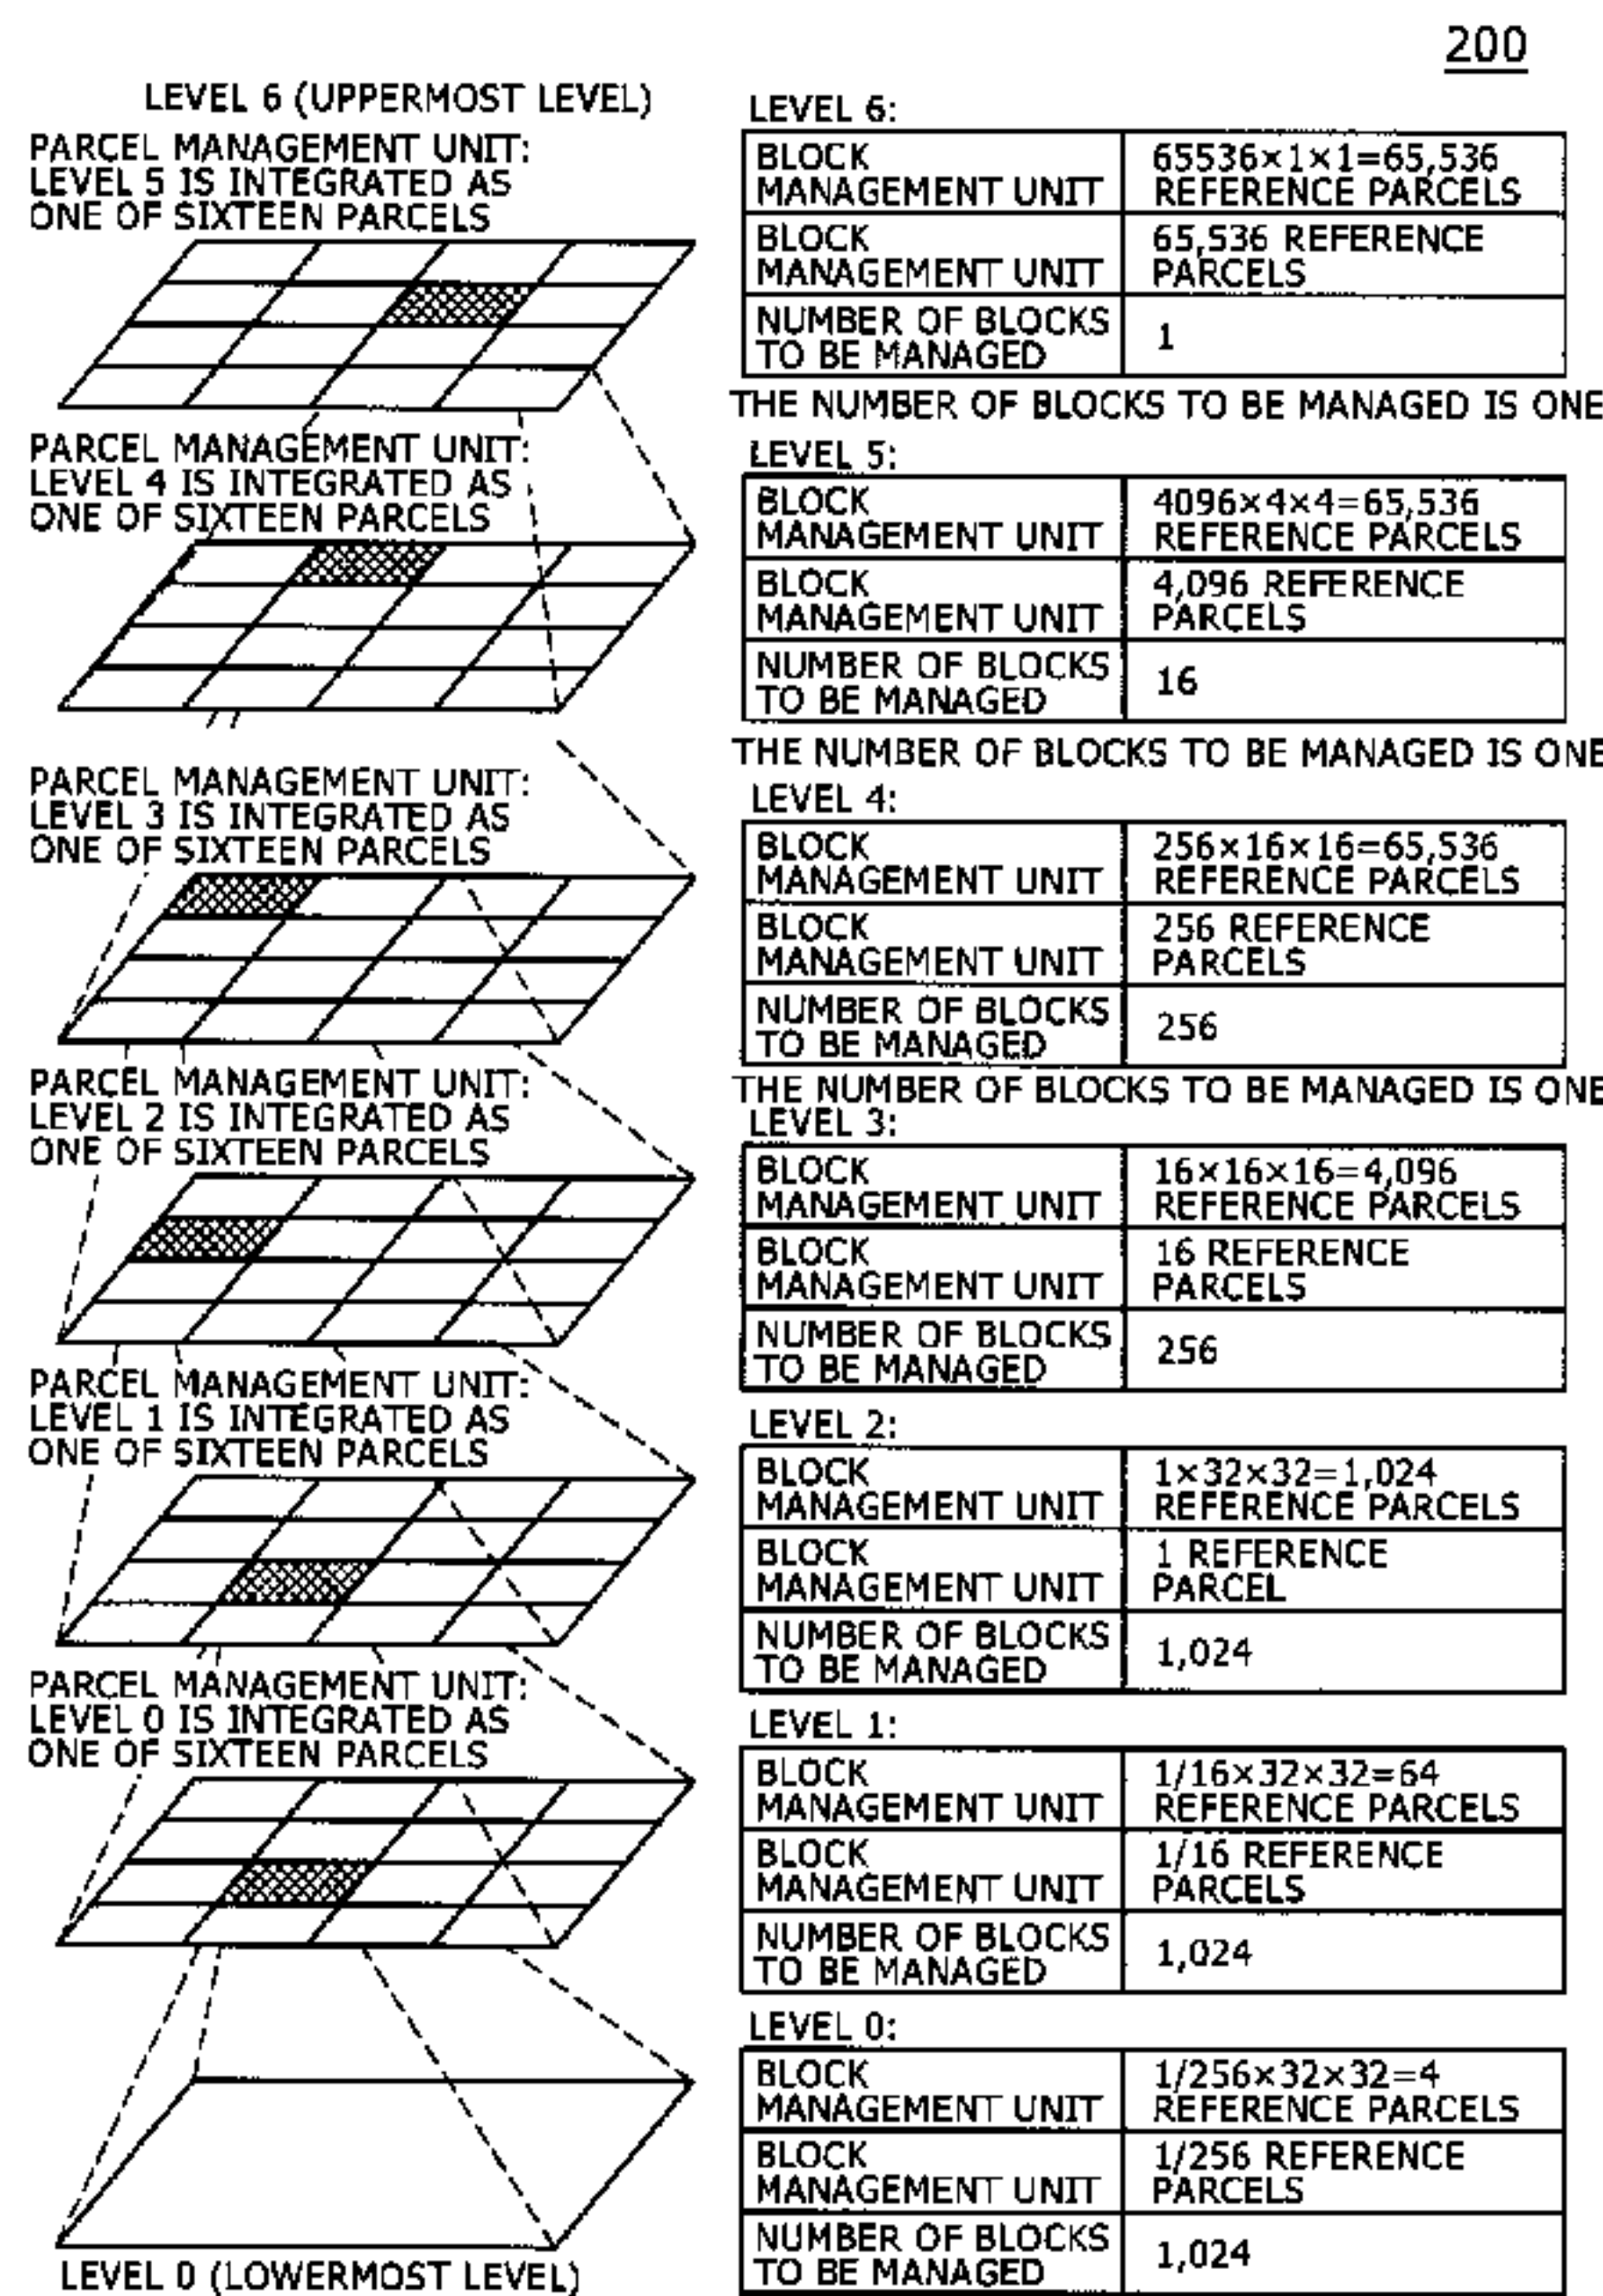 200
LEVEL 6 (UPPERMOST LEVEL)
PARCEL MANAGEMENT UNIT:
LEVEL 5 IS INTEGRATED AS
ONE OF SIXTEEN PARCELS
PARCEL MANAGEMENT UNIT:
LEVEL 4 IS INTEGRATED AS
ONE OF SIXTEEN PARCELS
PARCEL MANAGEMENT UNIT:
LEVEL 3 IS INTEGRATED AS
ONE OF SIXTEEN PARCELS
PARCEL MANAGEMENT UNIT:
LEVEL 2 IS INTEGRATED AS
ONE OF SIXTEEN PARCELS
PARCEL MANAGEMENT UNIT:
LEVEL 1 IS INTEGRATED AS
ONE OF SIXTEEN PARCELS
PARCEL MANAGEMENT UNIT:
LEVEL 0 IS INTEGRATED AS
ONE OF SIXTEEN PARCELS
LEVEL 0 (LOWERMOST LEVEL)
LEVEL 6:
BLOCK
MANAGEMENT UNIT
65536×1×1=65,536
REFERENCE PARCELS
BLOCK
MANAGEMENT UNIT
65,536 REFERENCE
PARCELS
NUMBER OF BLOCKS
TO BE MANAGED
1
THE NUMBER OF BLOCKS TO BE MANAGED IS ONE
LEVEL 5:
BLOCK
MANAGEMENT UNIT
4096×4×4=65,536
REFERENCE PARCELS
BLOCK
MANAGEMENT UNIT
4,096 REFERENCE
PARCELS
NUMBER OF BLOCKS
TO BE MANAGED
16
THE NUMBER OF BLOCKS TO BE MANAGED IS ONE
LEVEL 4:
BLOCK
MANAGEMENT UNIT
256×16×16=65,536
REFERENCE PARCELS
BLOCK
MANAGEMENT UNIT
256 REFERENCE
PARCELS
NUMBER OF BLOCKS
TO BE MANAGED
256
THE NUMBER OF BLOCKS TO BE MANAGED IS ONE
LEVEL 3:
BLOCK
MANAGEMENT UNIT
16×16×16=4,096
REFERENCE PARCELS
BLOCK
MANAGEMENT UNIT
16 REFERENCE
PARCELS
NUMBER OF BLOCKS
TO BE MANAGED
256
LEVEL 2:
BLOCK
MANAGEMENT UNIT
1×32×32=1,024
REFERENCE PARCELS
BLOCK
MANAGEMENT UNIT
1 REFERENCE
PARCEL
NUMBER OF BLOCKS
TO BE MANAGED
1,024
LEVEL 1:
BLOCK
MANAGEMENT UNIT
1/16×32×32=64
REFERENCE PARCELS
BLOCK
MANAGEMENT UNIT
1/16 REFERENCE
PARCELS
NUMBER OF BLOCKS
TO BE MANAGED
1,024
LEVEL 0:
BLOCK
MANAGEMENT UNIT
1/256×32×32=4
REFERENCE PARCELS
BLOCK
MANAGEMENT UNIT
1/256 REFERENCE
PARCELS
NUMBER OF BLOCKS
TO BE MANAGED
1,024